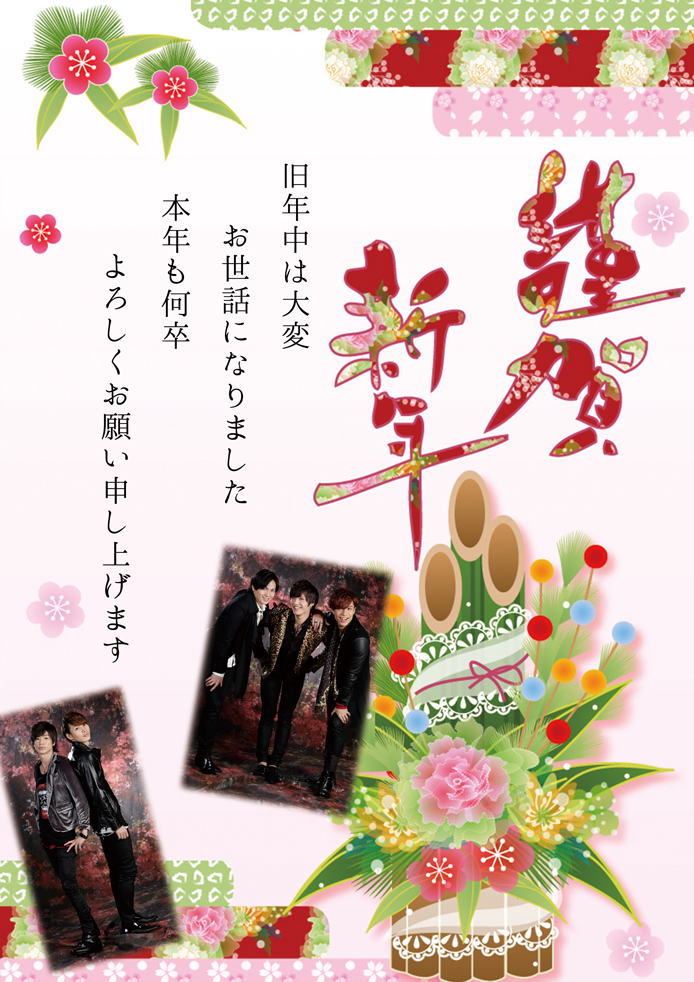 謹賀
新年
旧年中は大変
お世話になりました
本年も何卒
よろしくお願い申し上げます